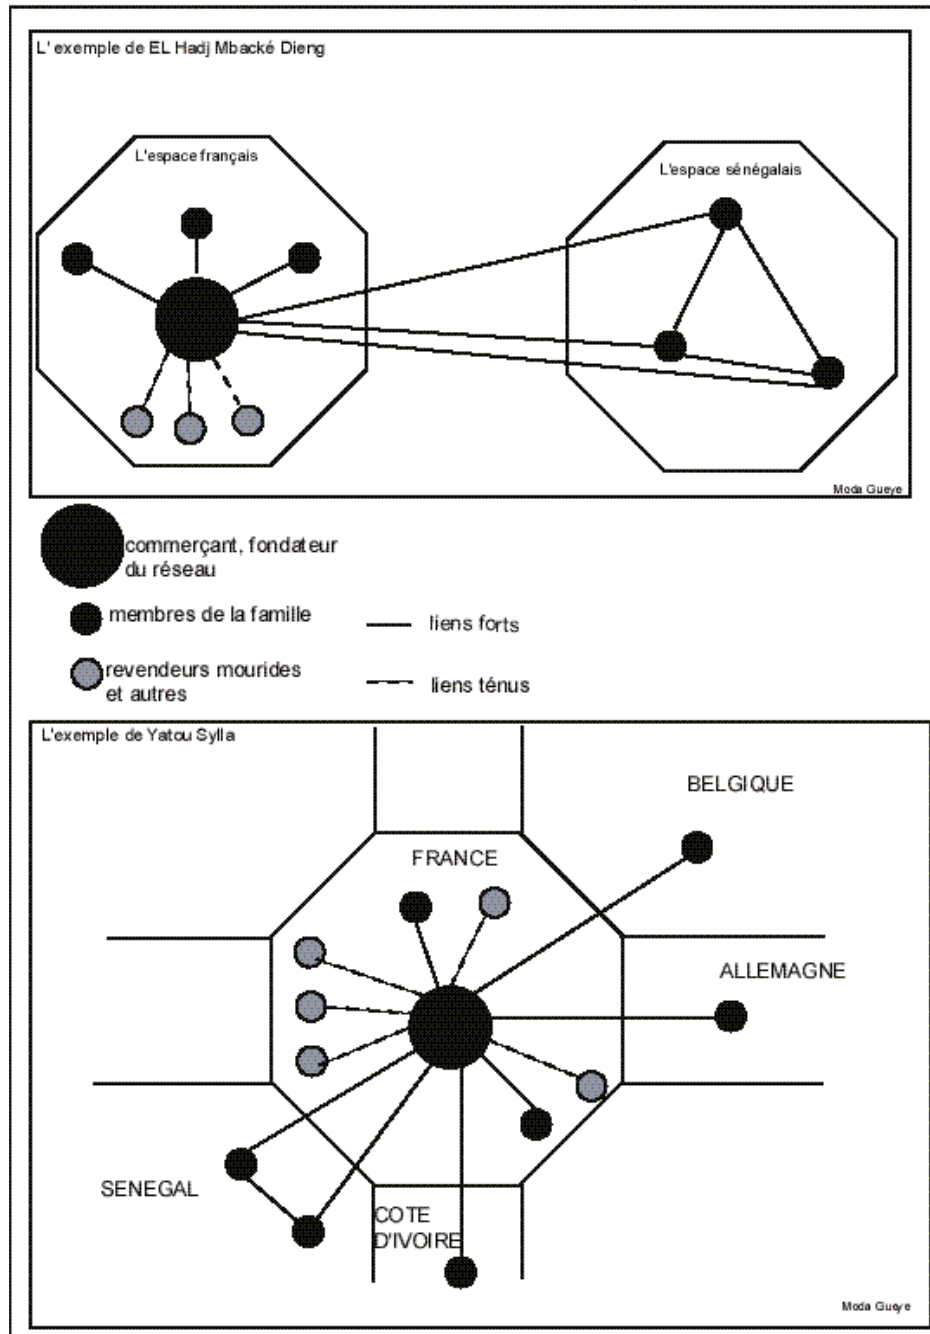 L' exemple de EL Hadj Mbacké Dieng
L'espace français
L'espace sénégalais
Moda Gueye
commerçant, fondateur
du réseau
membres de la famille
liens forts
revendeurs mourides
et autres
liens ténus
L'exemple de Yatou Sylla
BELGIQUE
FRANCE
ALLEMAGNE
SENEGAL
COTE
D'IVOIRE
Moda Gueye